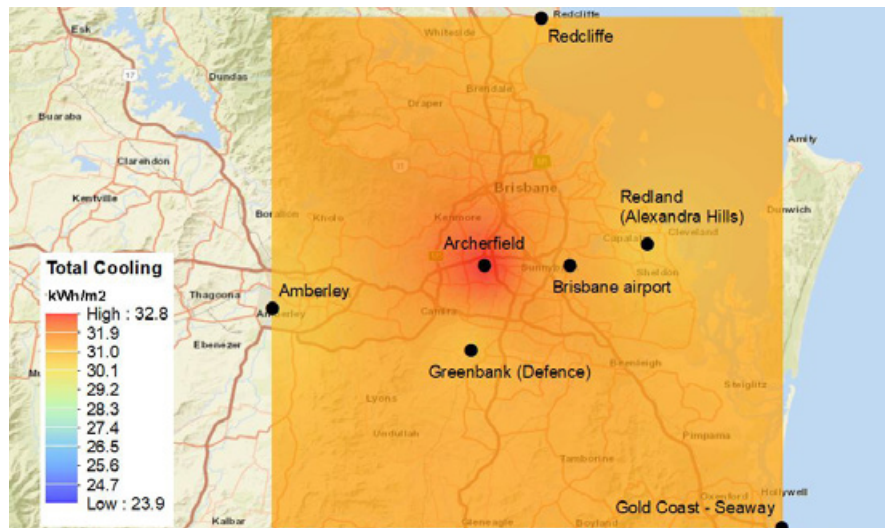 Esk
Whiteside
Redcliffe
Redcliffe
17
Dundas
Brendale
Draper
Buaraba
Amity
Clarendon
Brisbane
Kentville
Redland
(Alexandra Hills)
Dunwich
Kholo
Kenmore
Cleveland
Archerfield
Capalaba
Sheldon
Total Cooling
kWh/m2
High : 32.8
31.9
31.0
30.1
29.2
28.3
27.4
26.5
25.6
24.7
Low : 23.9
Thagoona
Amberley
Brisbane airport
Amberley
Ebenezer
Greenbank (Defence)
Beenleigh
Steiglitz
Lyons
Undullah
Pimpama
Tamborine
Oxenford
Hollywell
Gold Coast - Seaway
Kalbar
Gleneagle
Boyland